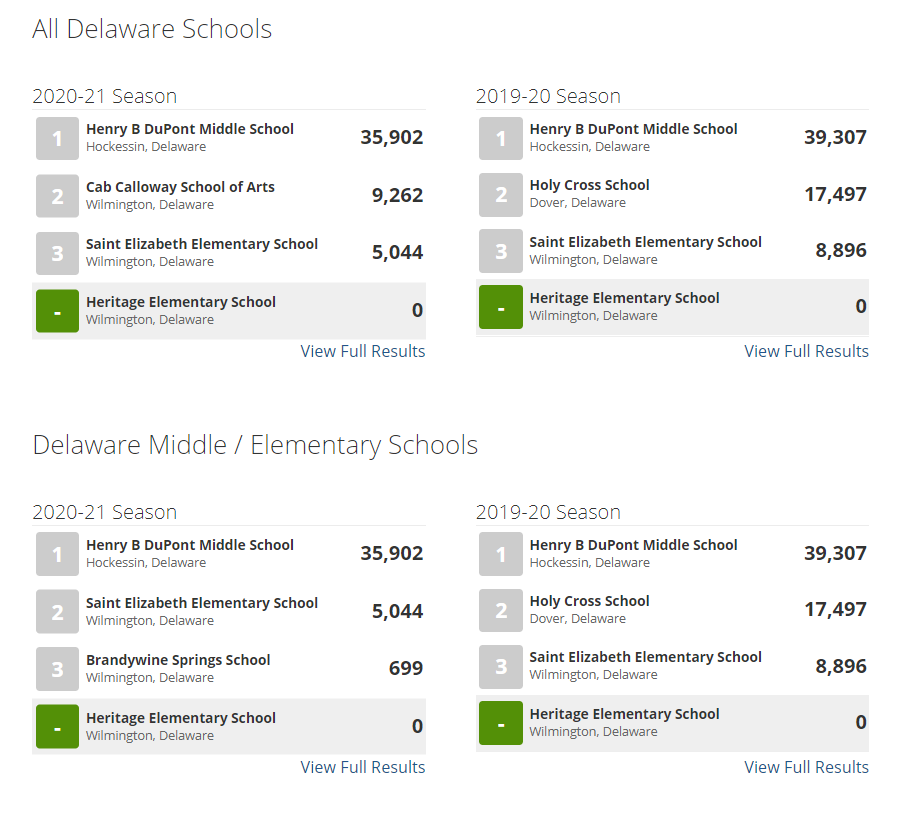 All Delaware Schools
2020-21 Season
1
Henry B DuPont Middle School
Hockessin, Delaware
35,902
2
Cab Calloway School of Arts
Wilmington, Delaware
9,262
3
Saint Elizabeth Elementary School
Wilmington, Delaware
5,044
-
Heritage Elementary School
Wilmington, Delaware
0
View Full Results
2019-20 Season
1
Henry B DuPont Middle School
Hockessin, Delaware
39,307
2
Holy Cross School
Dover, Delaware
17,497
3
Saint Elizabeth Elementary School
Wilmington, Delaware
8,896
-
Heritage Elementary School
Wilmington, Delaware
0
View Full Results
Delaware Middle / Elementary Schools
2020-21 Season
1
Henry B DuPont Middle School
Hockessin, Delaware
35,902
2
Saint Elizabeth Elementary School
Wilmington, Delaware
5,044
3
Brandywine Springs School
Wilmington, Delaware
699
-
Heritage Elementary School
Wilmington, Delaware
0
View Full Results
2019-20 Season
1
Henry B DuPont Middle School
Hockessin, Delaware
39,307
2
Holy Cross School
Dover, Delaware
17,497
3
Saint Elizabeth Elementary School
Wilmington, Delaware
8,896
-
Heritage Elementary School
Wilmington, Delaware
0
View Full Results